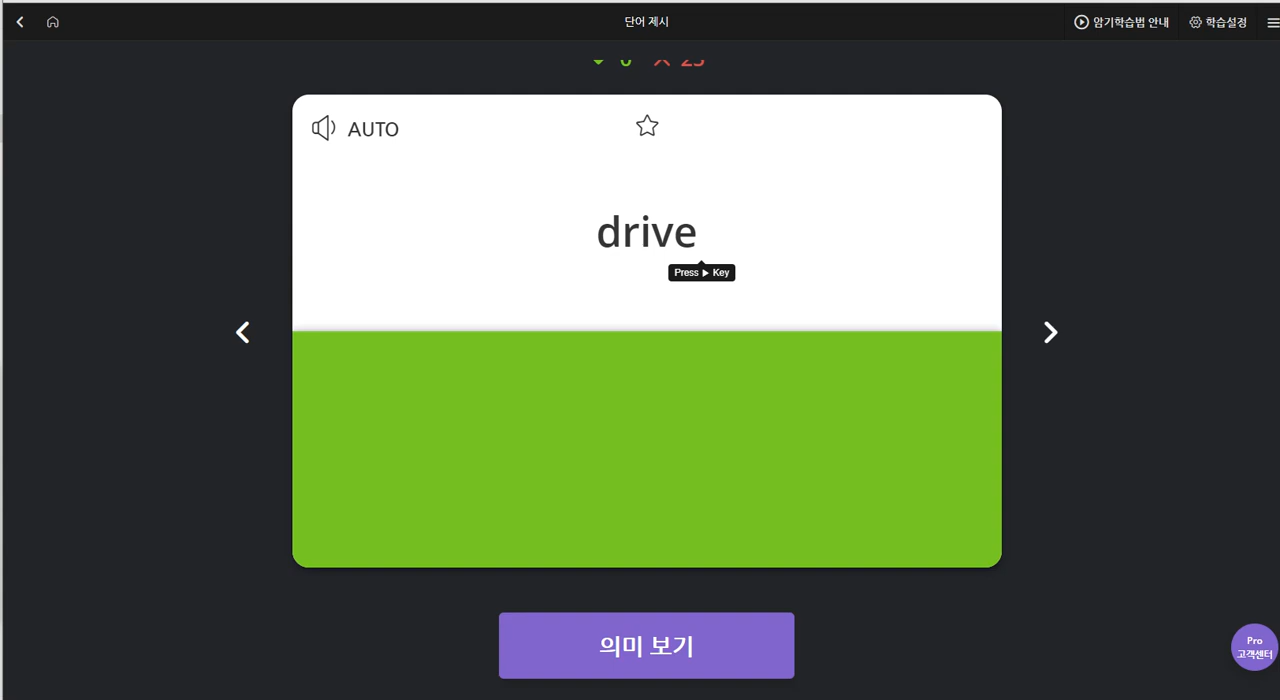 단어 제시
암기학습법 안내
학습설정
AUTO
drive
Press ▶ Key
의미 보기
Pro
고객센터